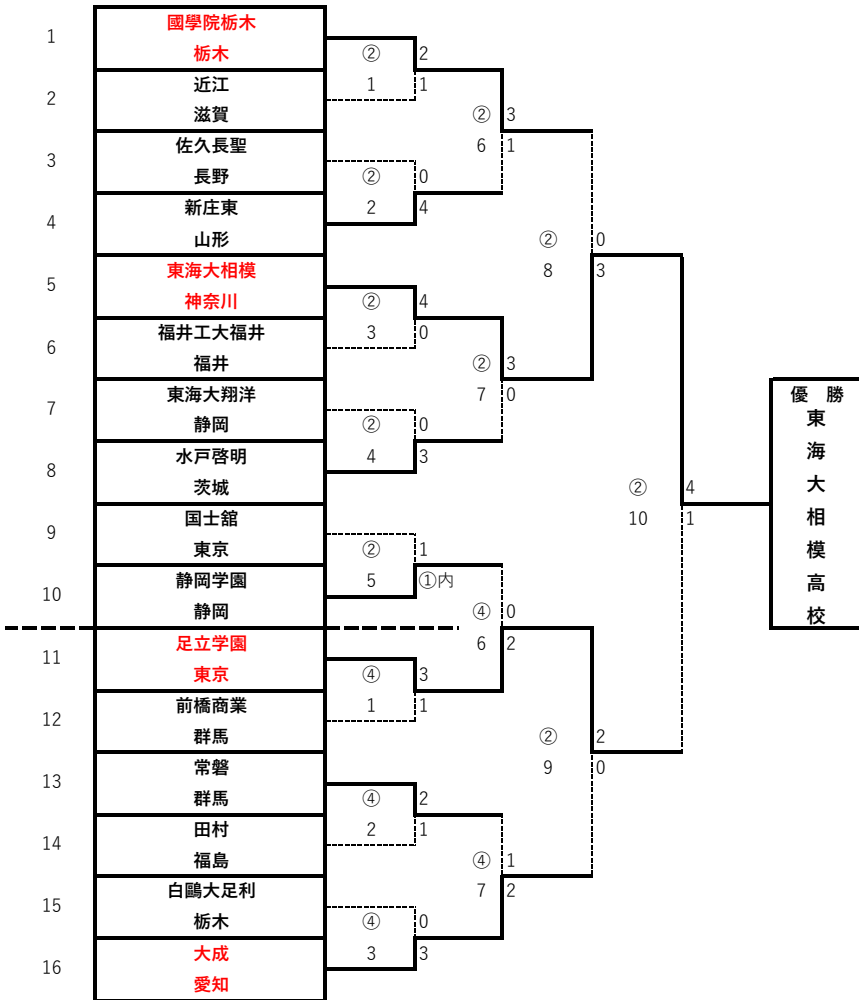 1
國學院栃木
栃木
② 2
1 1
2
近江
滋賀
② 3
6 1
3
佐久長聖
長野
② 0
2 4
4
新庄東
山形
② 0
8 3
5
東海大相模
神奈川
② 4
3 0
6
福井工大福井
福井
② 3
7 0
7
東海大翔洋
静岡
② 0
4 3
8
水戸啓明
茨城
② 4
10 1
優 勝
東
海
大
相
模
高
校
9
国士舘
東京
② 1
5 ①内
10
静岡学園
静岡
④ 0
6 2
11
足立学園
東京
④ 3
1 1
12
前橋商業
群馬
② 2
9 0
13
常磐
群馬
④ 2
2 1
14
田村
福島
④ 1
7 2
15
白鷗大足利
栃木
④ 0
3 3
16
大成
愛知